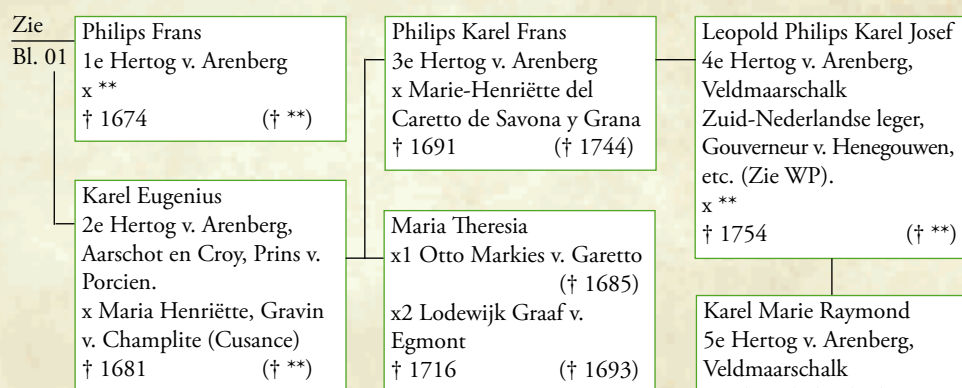 Zie
Bl. 01
Philips Frans
1e Hertog v. Arenberg
x **
† 1674 († **)
Karel Eugenius
2e Hertog v. Arenberg,
Aarschot en Croy, Prins v.
Porcien.
x Maria Henriëtte, Gravin
v. Champlite (Cusance)
† 1681 († **)
Philips Karel Frans
3e Hertog v. Arenberg
x Marie-Henriëtte del
Caretto de Savona y Grana
† 1691 († 1744)
Maria Theresia
x1 Otto Markies v. Garetto
(† 1685)
x2 Lodewijk Graaf v.
Egmont
† 1716 († 1693)
Leopold Philips Karel Josef
4e Hertog v. Arenberg,
Veldmaarschalk
Zuid-Nederlandse leger,
Gouverneur v. Henegouwen,
etc. (Zie WP).
x **
† 1754 († **)
Karel Marie Raymond
5e Hertog v. Arenberg,
Veldmaarschalk